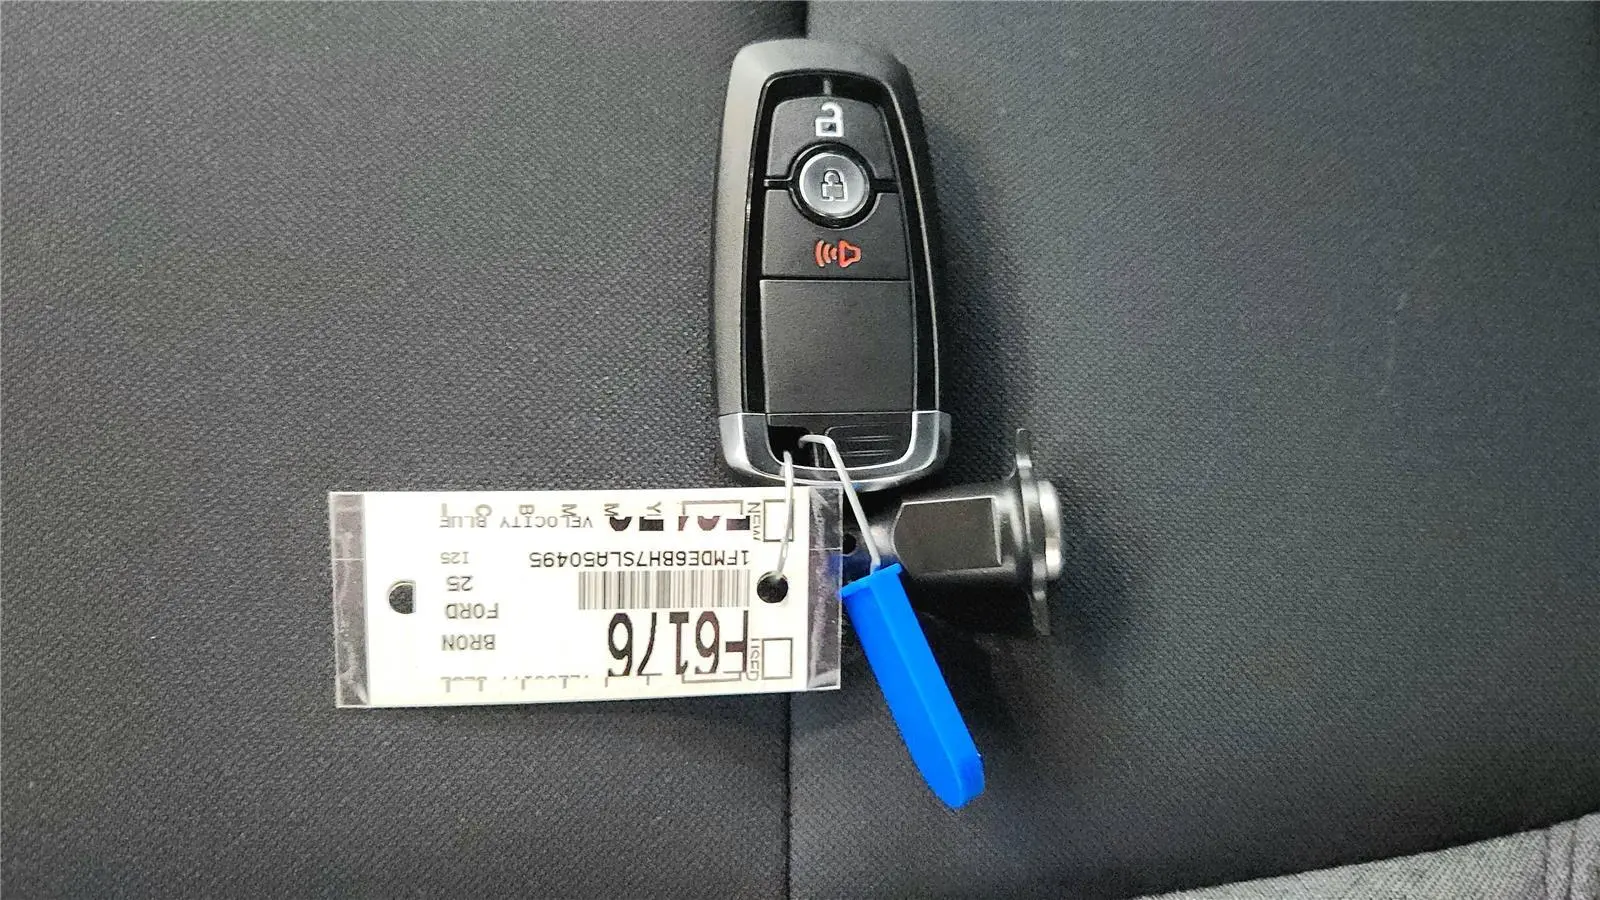 USED
F6176
BRON
FORD
25
1FMDE6BH7SLA50495
I25
VELOCITY BLUE
NEW